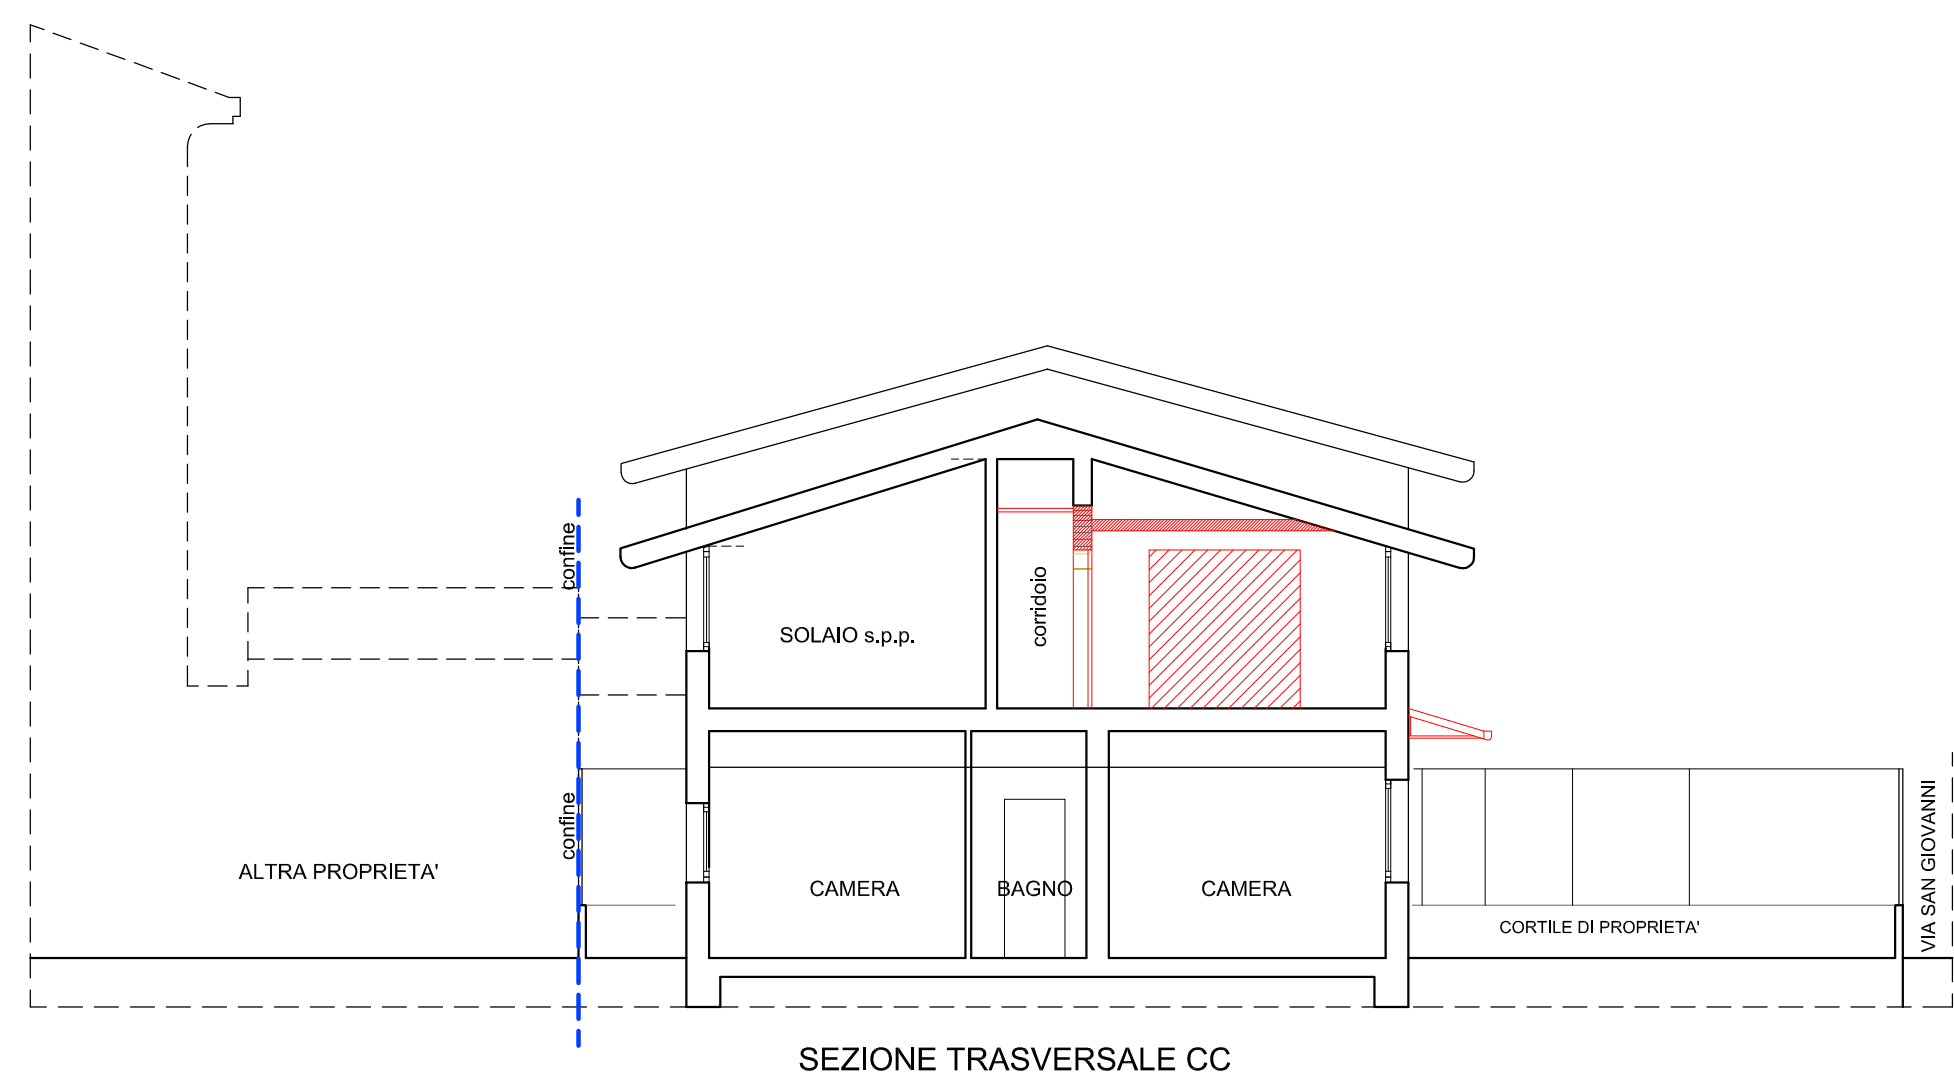 confine
corridoio
SOLAIO s.p.p.
confine
ALTRA PROPRIETA'
CAMERA
BAGNO
CAMERA
CORTILE DI PROPRIETA'
VIA SAN GIOVANNI
SEZIONE TRASVERSALE CC